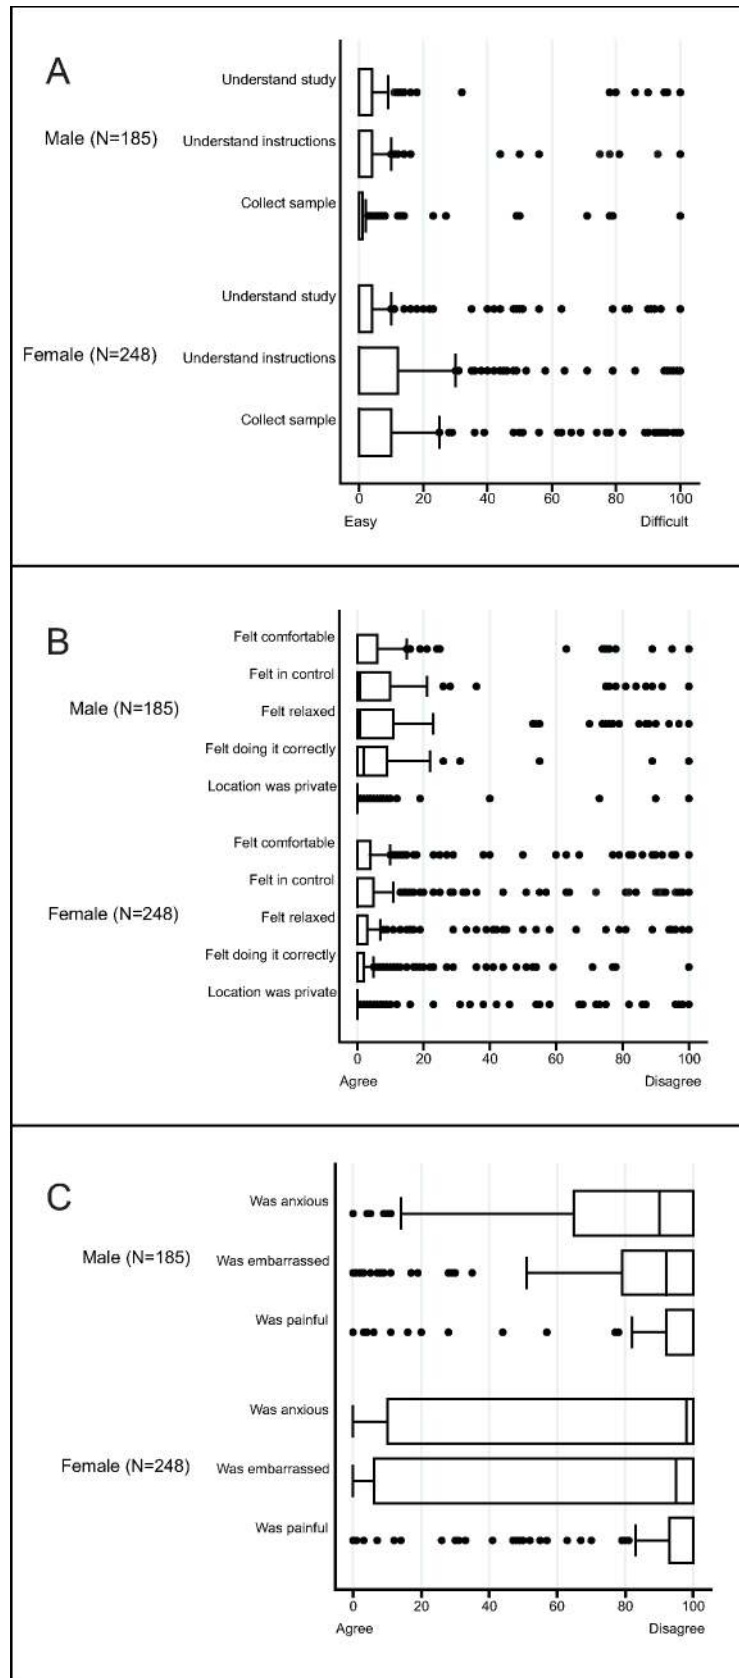 A
Male (N=185)
Understand study
Understand instructions
Collect sample
Female (N=248)
Understand study
Understand instructions
Collect sample
0 20 40 60 80 100
Easy Difficult
B
Male (N=185)
Felt comfortable
Felt in control
Felt relaxed
Felt doing it correctly
Location was private
Female (N=248)
Felt comfortable
Felt in control
Felt relaxed
Felt doing it correctly
Location was private
0 20 40 60 80 100
Agree Disagree
C
Male (N=185)
Was anxious
Was embarrassed
Was painful
Female (N=248)
Was anxious
Was embarrassed
Was painful
0 20 40 60 80 100
Agree Disagree